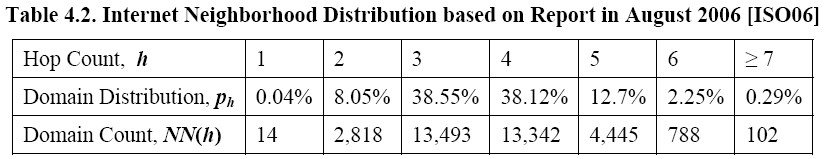 Table 4.2. Internet Neighborhood Distribution based on Report in August 2006 [ISO06]
Hop Count, h 1 2 3 4 5 6 ≥ 7
Domain Distribution, ph 0.04% 8.05% 38.55% 38.12% 12.7% 2.25% 0.29%
Domain Count, NN(h) 14 2,818 13,493 13,342 4,445 788 102